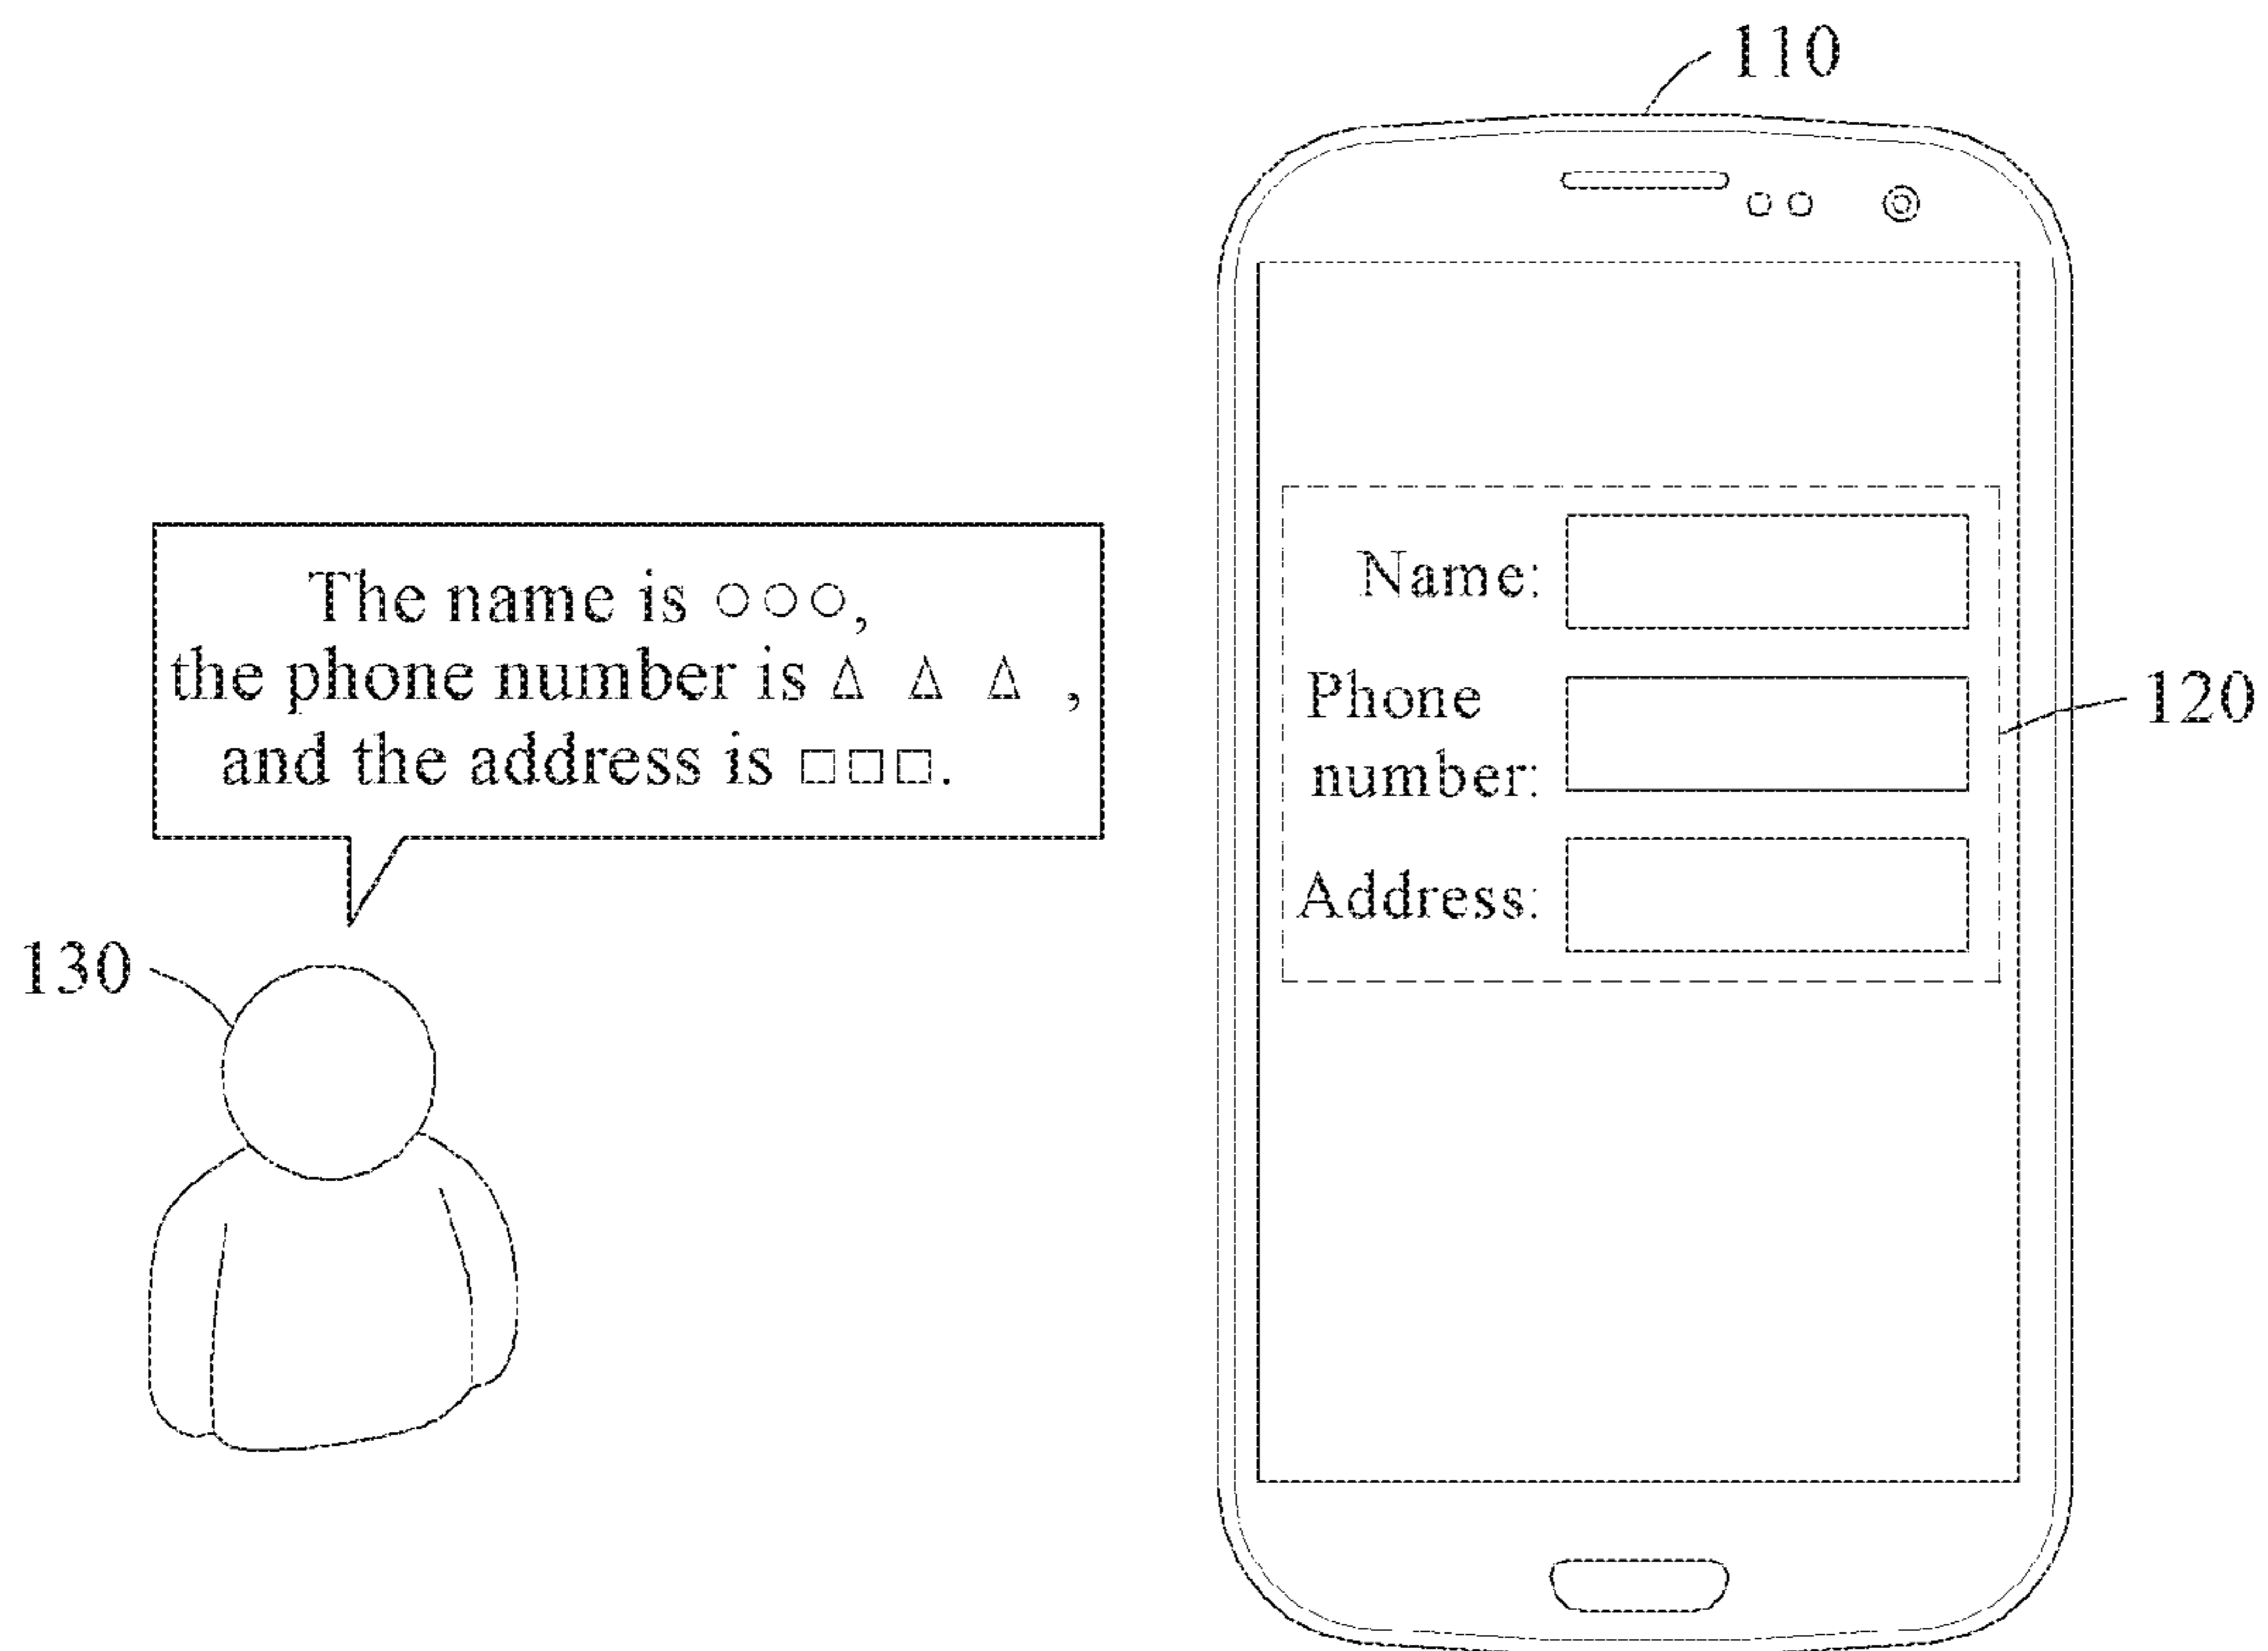 110
The name is ○○○,
the phone number is Δ Δ Δ ,
and the address is □□□.
130
Name:
Phone
number:
Address:
120